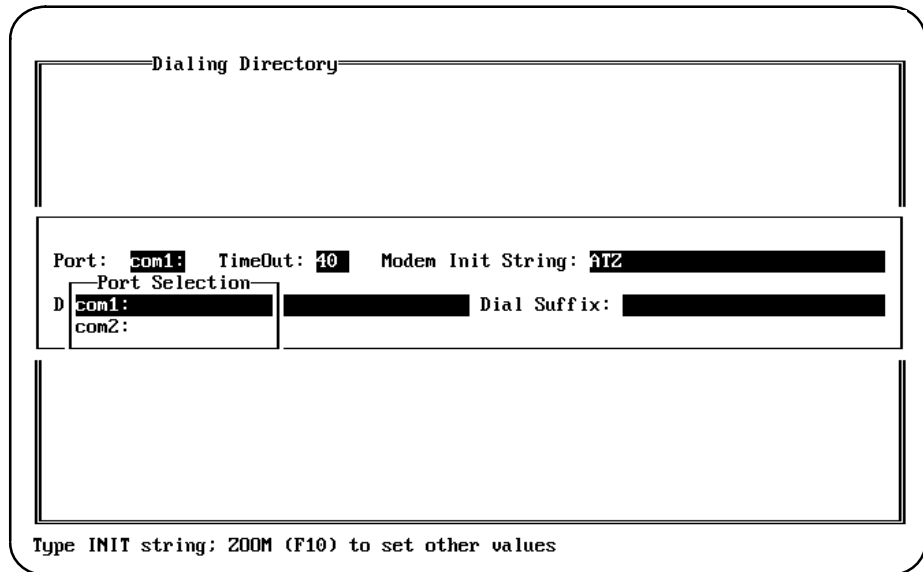 Dialing Directory
Port: com1: TimeOut: 40 Modem Init String: ATZ
Port Selection
D com1: Dial Suffix:
com2:
Type INIT string; ZOOM (F10) to set other values